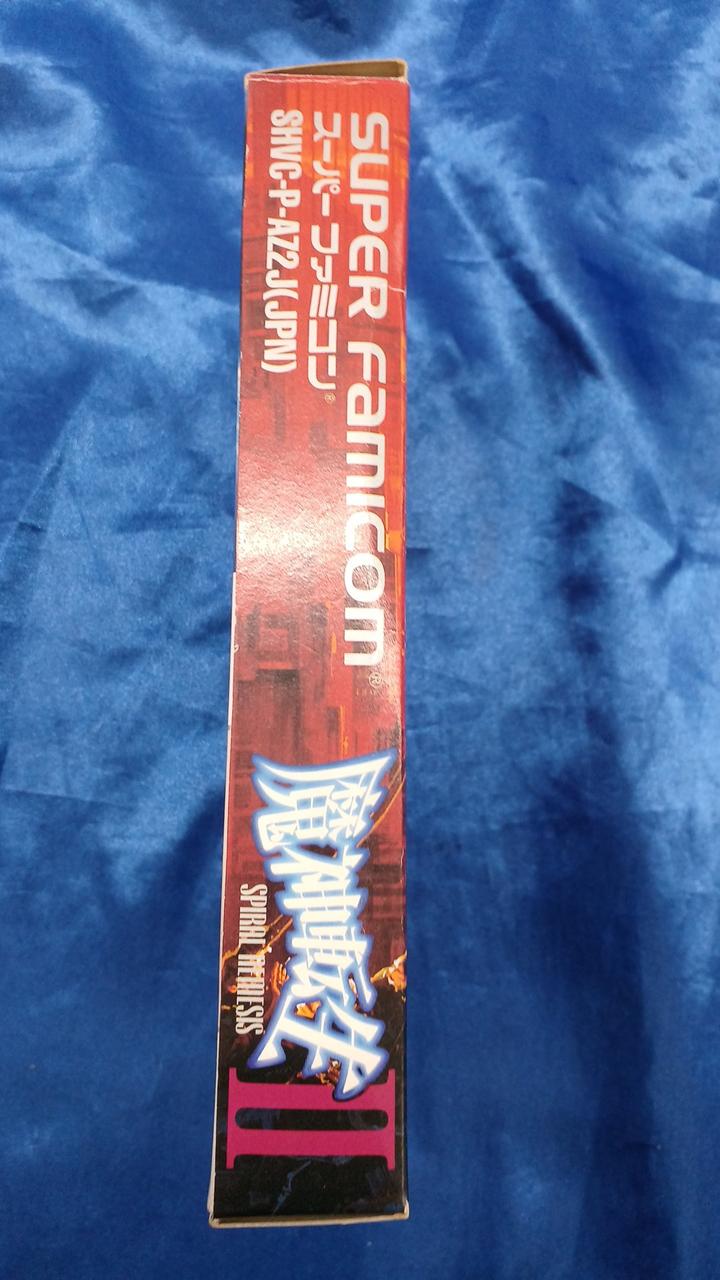 SUPER Famicom®
スーパーファミコン®
SHVC-P-AZ2J(JPN)
魔神転生
II
SPIRAL NEMESIS